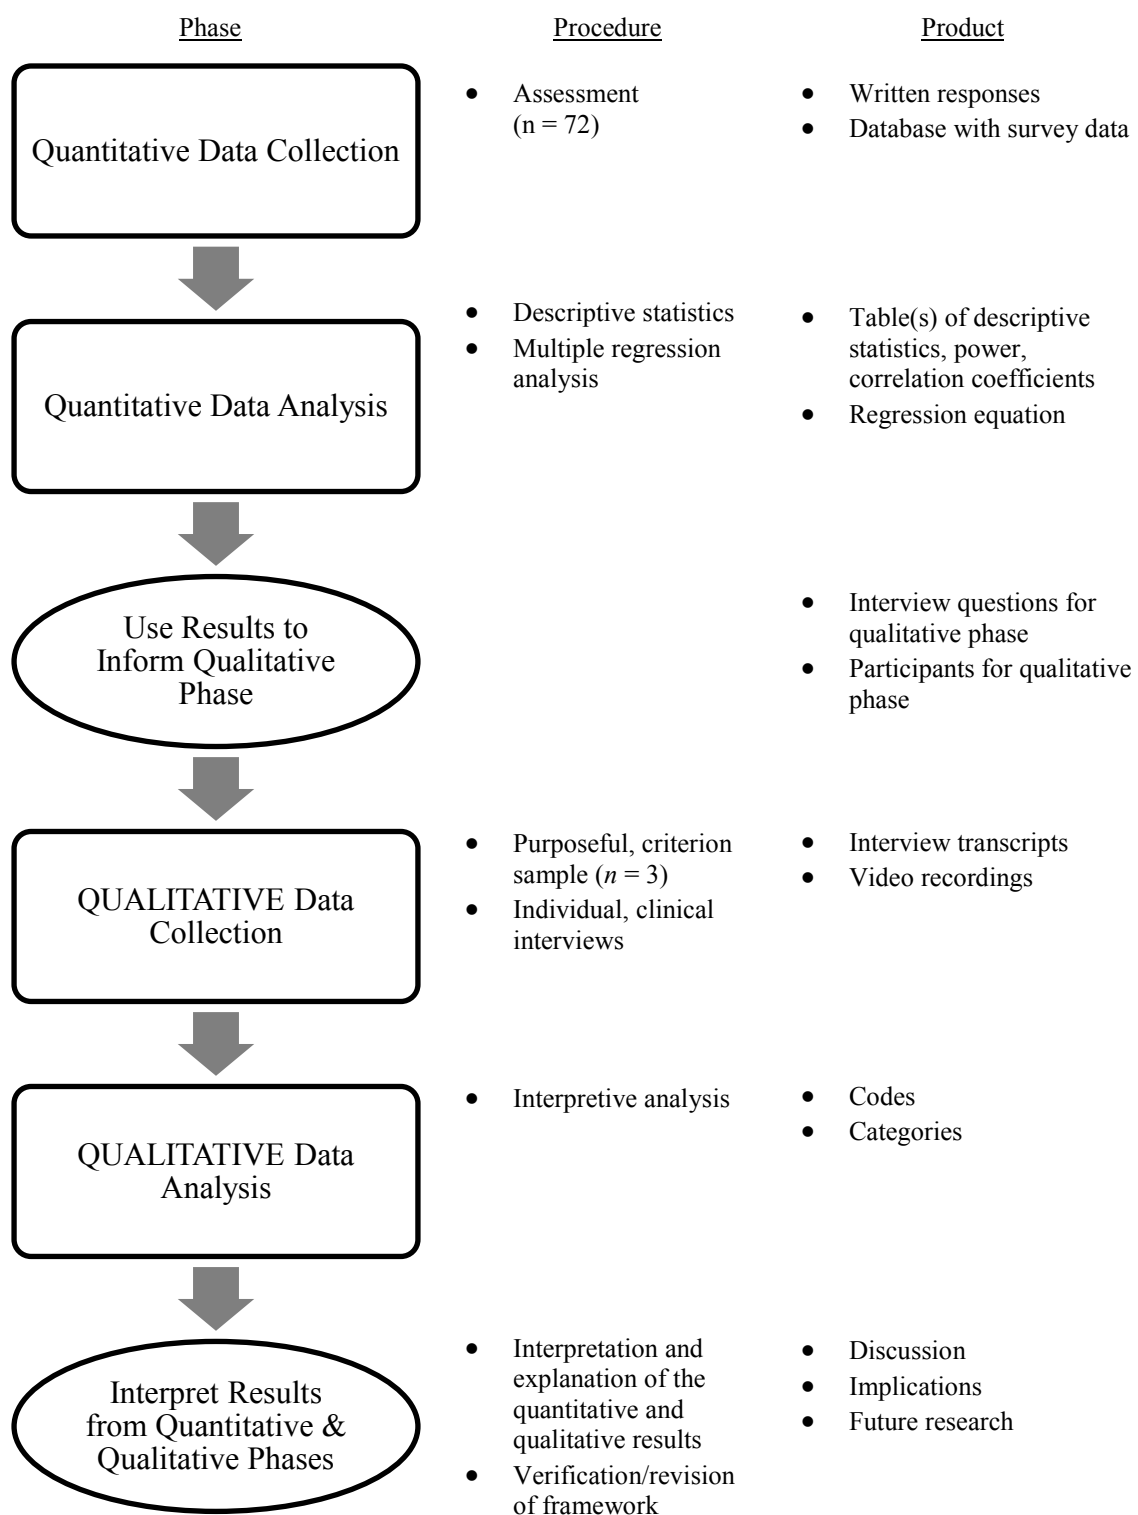 Phase
Procedure
Product
Quantitative Data Collection
• Assessment
(n = 72)
• Written responses
• Database with survey data
Quantitative Data Analysis
• Descriptive statistics
• Multiple regression
analysis
• Table(s) of descriptive
statistics, power,
correlation coefficients
• Regression equation
Use Results to
Inform Qualitative
Phase
• Interview questions for
qualitative phase
• Participants for qualitative
phase
QUALITATIVE Data
Collection
• Purposeful, criterion
sample (n = 3)
• Individual, clinical
interviews
• Interview transcripts
• Video recordings
QUALITATIVE Data
Analysis
• Interpretive analysis
• Codes
• Categories
Interpret Results
from Quantitative &
Qualitative Phases
• Interpretation and
explanation of the
quantitative and
qualitative results
• Verification/revision
of framework
• Discussion
• Implications
• Future research